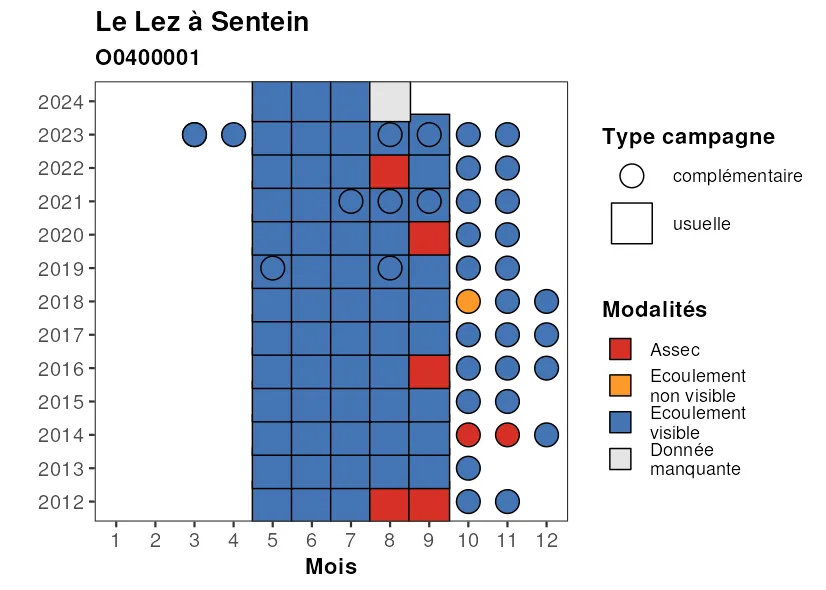 Le Lez à Sentein
O0400001
2024
2023
2022
2021
2020
2019
2018
2017
2016
2015
2014
2013
2012
1 2 3 4 5 6 7 8 9 10 11 12
Mois
Type campagne
complémentaire
usuelle
Modalités
Assec
Ecoulement
non visible
Ecoulement
visible
Donnée
manquante